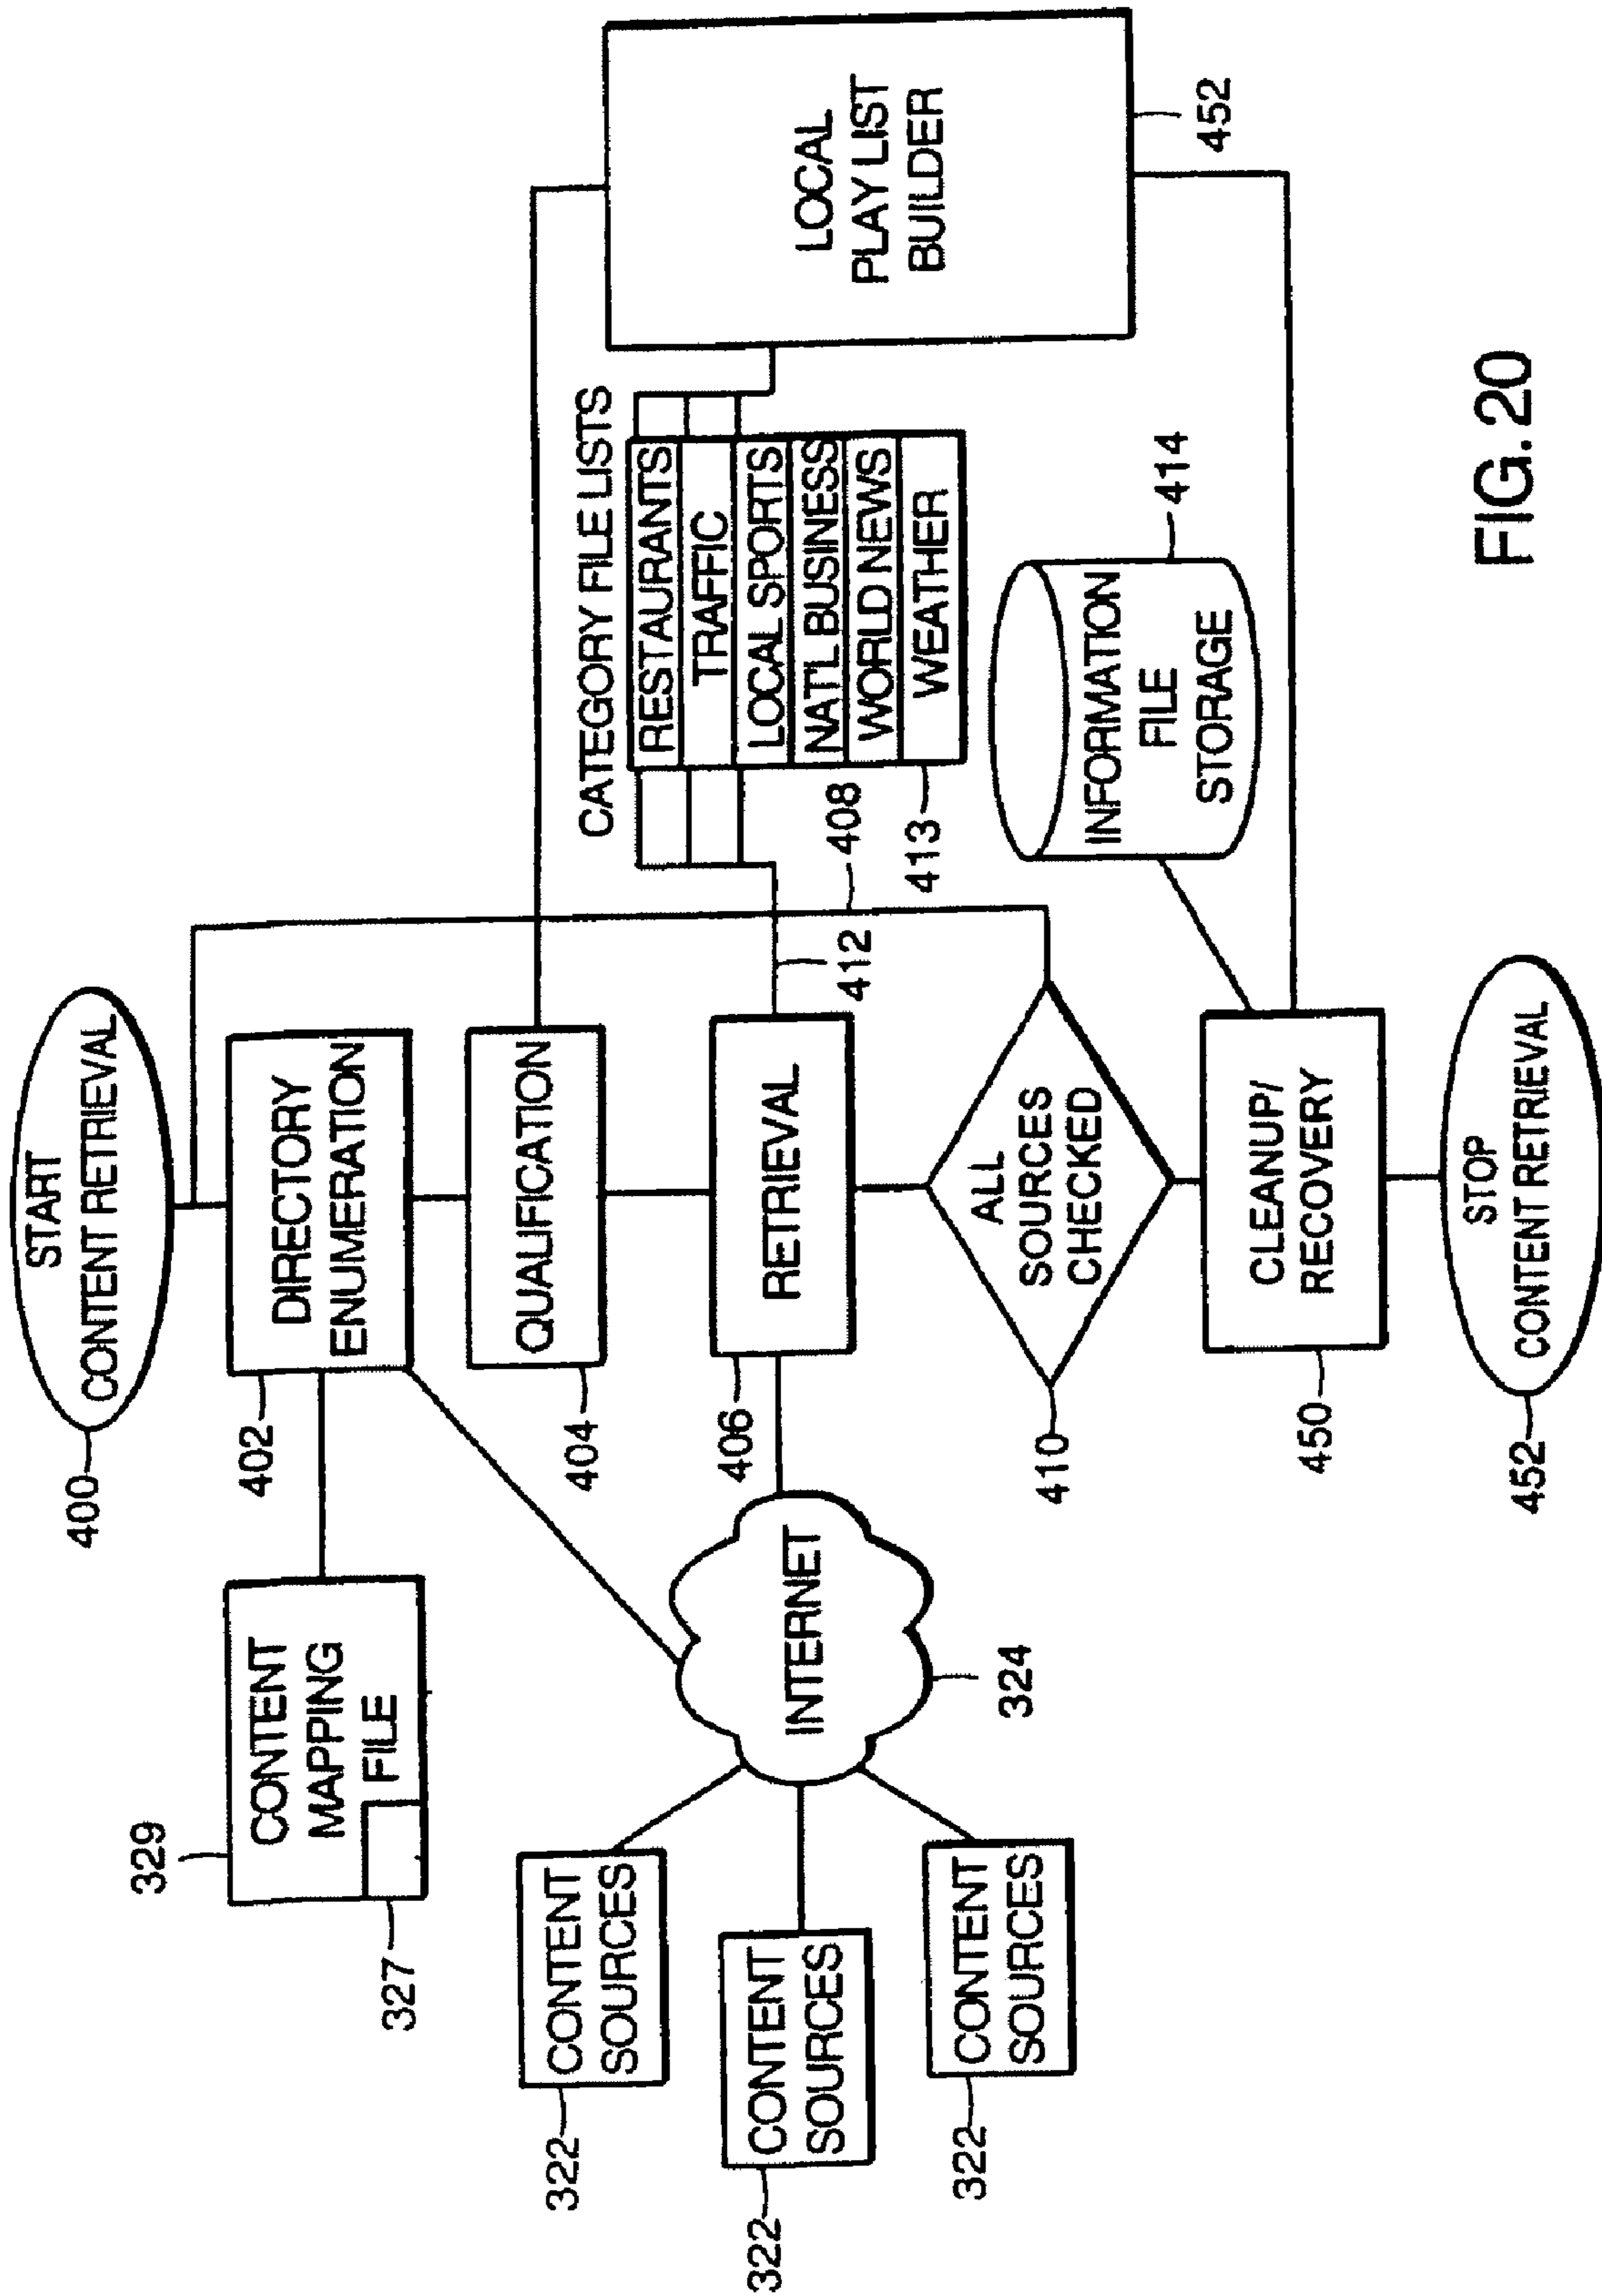 400
START
CONTENT RETRIEVAL
329
CONTENT
MAPPING
FILE
327
402
DIRECTORY
ENUMERATION
322
CONTENT
SOURCES
404
QUALIFICATION
322
CONTENT
SOURCES
INTERNET
324
406
RETRIEVAL
412
408
322
CONTENT
SOURCES
410
ALL
SOURCES
CHECKED
CATEGORY FILE LISTS
RESTAURANTS
TRAFFIC
LOCAL SPORTS
NAT'L BUSINESS
WORLD NEWS
WEATHER
413
LOCAL
PLAY LIST
BUILDER
452
INFORMATION
FILE
STORAGE
414
450
CLEANUP/
RECOVERY
452
STOP
CONTENT RETRIEVAL
FIG. 20